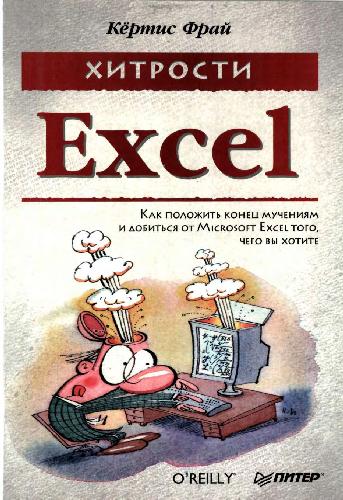 Кёртис Фрай
ХИТРОСТИ
Excel
Как положить конец мучениям
и добиться от Microsoft Excel того,
чего вы хотите
O'REILLY®
ПИТЕР®